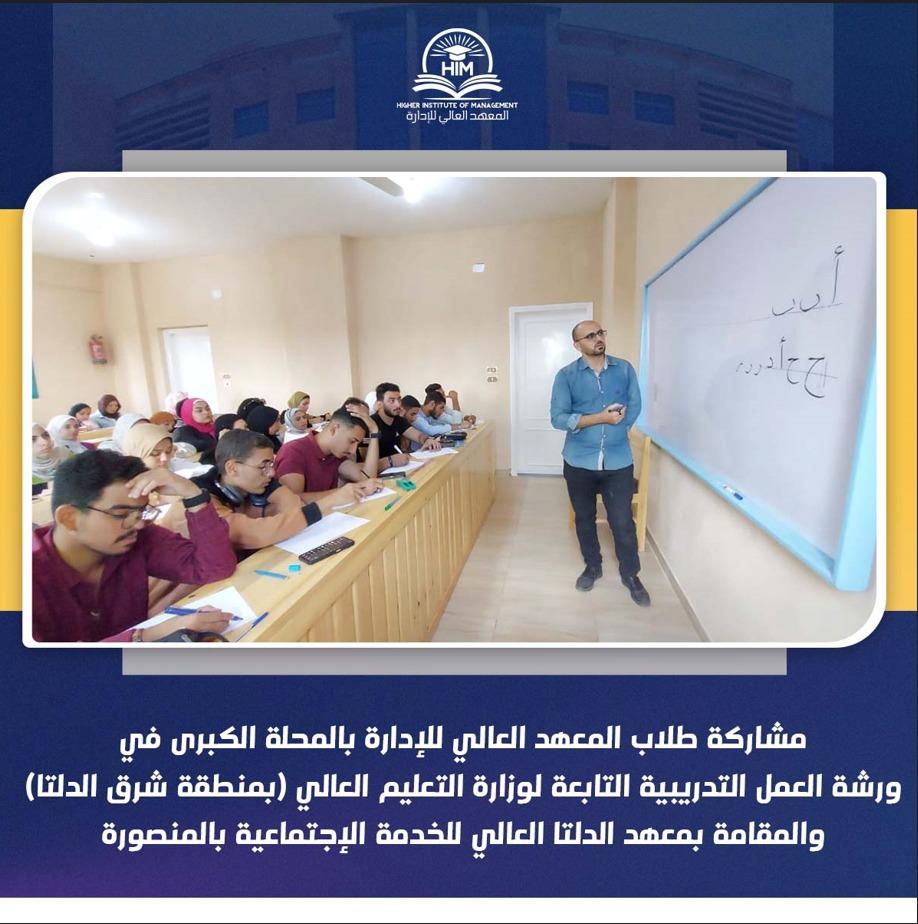 HIM
HIGHER INSTITUTE OF MANAGEMENT
المعهد العالي للإدارة
مشاركة طلاب المعهد العالي للإدارة بالمحلة الكبرى في
ورشة العمل التدريبية التابعة لوزارة التعليم العالي (بمنطقة شرق الدلتا)
والمقامة بمعهد الدلتا العالي للخدمة الإجتماعية بالمنصورة